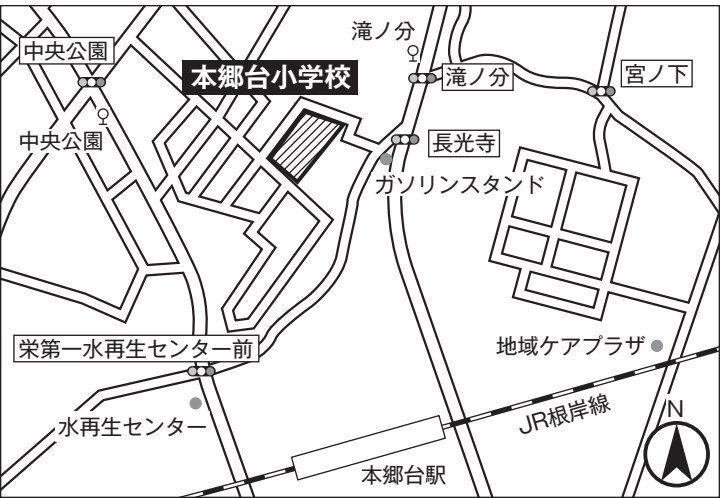 滝ノ分
中央公園
本郷台小学校
滝ノ分
宮ノ下
中央公園
長光寺
ガソリンスタンド
栄第一水再生センター前
地域ケアプラザ
水再生センター
JR根岸線
N
本郷台駅